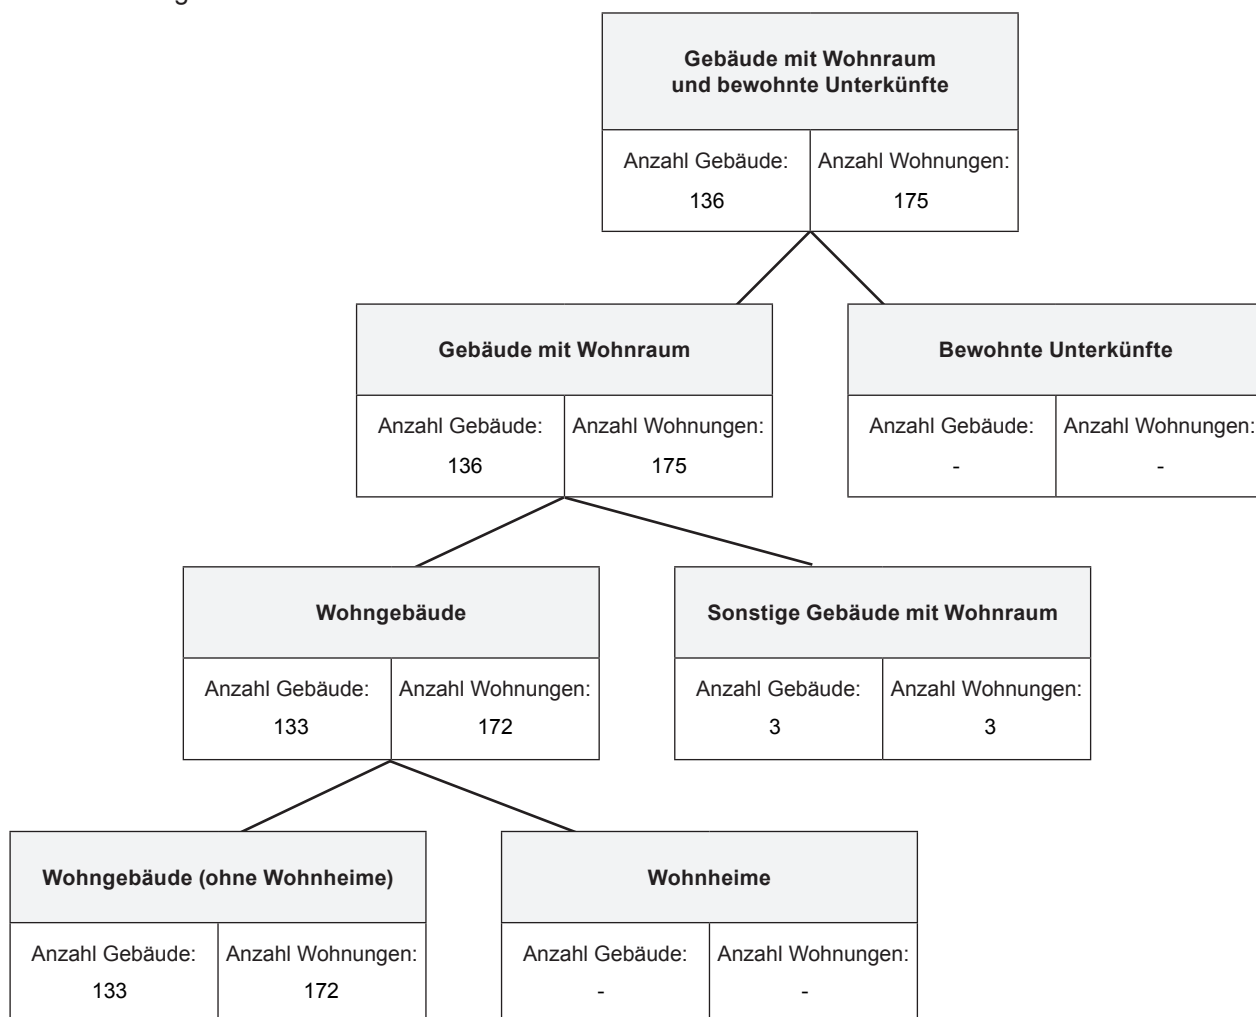 Gebäude mit Wohnraum
und bewohnte Unterkünfte
Anzahl Gebäude: Anzahl Wohnungen:
136 175
Gebäude mit Wohnraum
Bewohnte Unterkünfte
Anzahl Gebäude: Anzahl Wohnungen:
136 175
Anzahl Gebäude: Anzahl Wohnungen:
- -
Wohngebäude
Sonstige Gebäude mit Wohnraum
Anzahl Gebäude: Anzahl Wohnungen:
133 172
Anzahl Gebäude: Anzahl Wohnungen:
3 3
Wohngebäude (ohne Wohnheime)
Wohnheime
Anzahl Gebäude: Anzahl Wohnungen:
133 172
Anzahl Gebäude: Anzahl Wohnungen:
- -